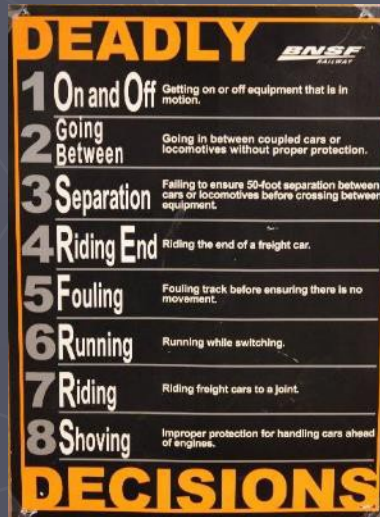 DEADLY
BNSF
RAILWAY
1 On and Off Getting on or off equipment that is in
motion.
2 Going
Between
Going in between coupled cars or
locomotives without proper protection.
3 Separation
Failing to ensure 50-foot separation between
cars or locomotives before crossing between
equipment.
4 Riding End Riding the end of a freight car.
5 Fouling
Fouling track before ensuring there is no
movement.
6 Running Running while switching.
7 Riding Riding freight cars to a joint.
8 Shoving
Improper protection for handling cars ahead
of engines.
DECISIONS